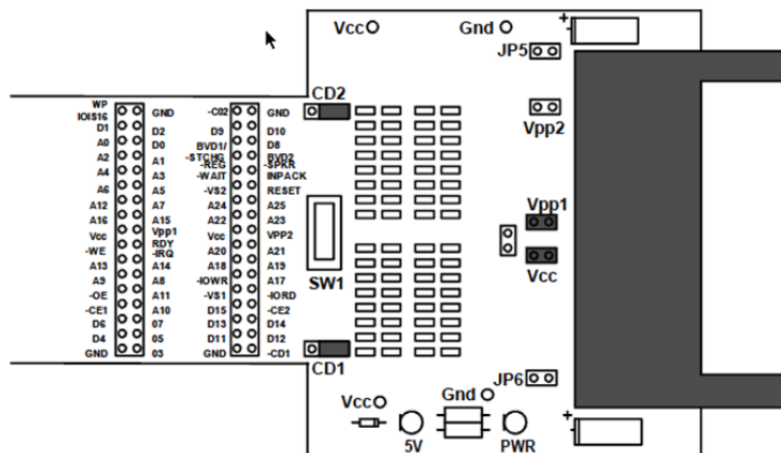 Vcc
Gnd
+
-
JP5
CD2
Vpp2
WP
IOIS16 GND -C02 GND
D1 D2 D9 D10
A0 D0 BVD1/ D8
A2 A1 -STCHG BVD2
-REG -SPKR
A4 A3 -WAIT INPACK
A6 A5 -VS2 RESET
A12 A7 A24 A25
A16 A15 A22 A23
Vcc Vpp1 Vcc VPP2
-WE RDY
-IRQ A20 A21
A13 A14 A18 A19
A9 A8 -IOWR A17
-OE A11 -VS1 -IORD
-CE1 A10 D15 -CE2
D6 07 D13 D14
D4 05 D11 D12
GND 03 GND -CD1
Vpp1
Vcc
SW1
CD1
JP6
Vcc
Gnd
5V
PWR
+